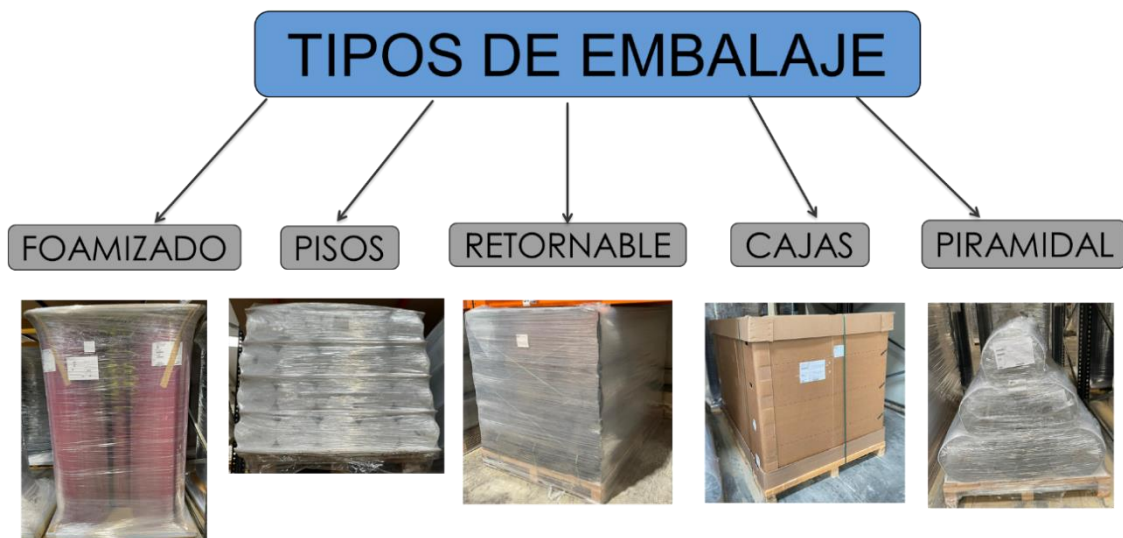 TIPOS DE EMBALAJE
FOAMIZADO
PISOS
RETORNABLE
CAJAS
PIRAMIDAL